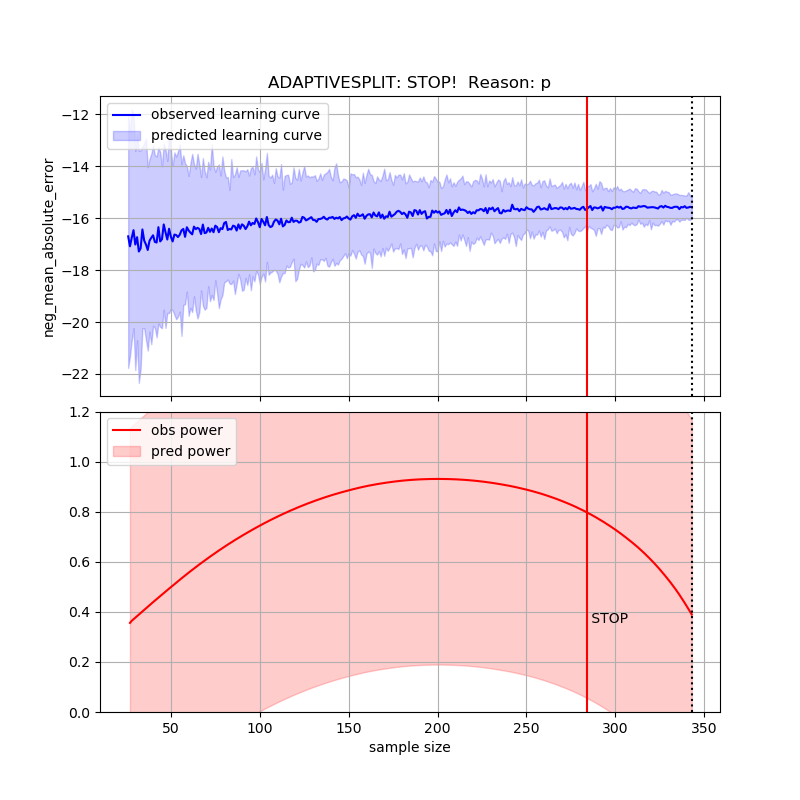 ADAPTIVESPLIT: STOP!  Reason: p
observed learning curve
predicted learning curve
neg_mean_absolute_error
−12
−14
−16
−18
−20
−22
obs power
pred power
1.2
1.0
0.8
0.6
0.4
0.2
0.0
STOP
50 100 150 200 250 300 350
sample size